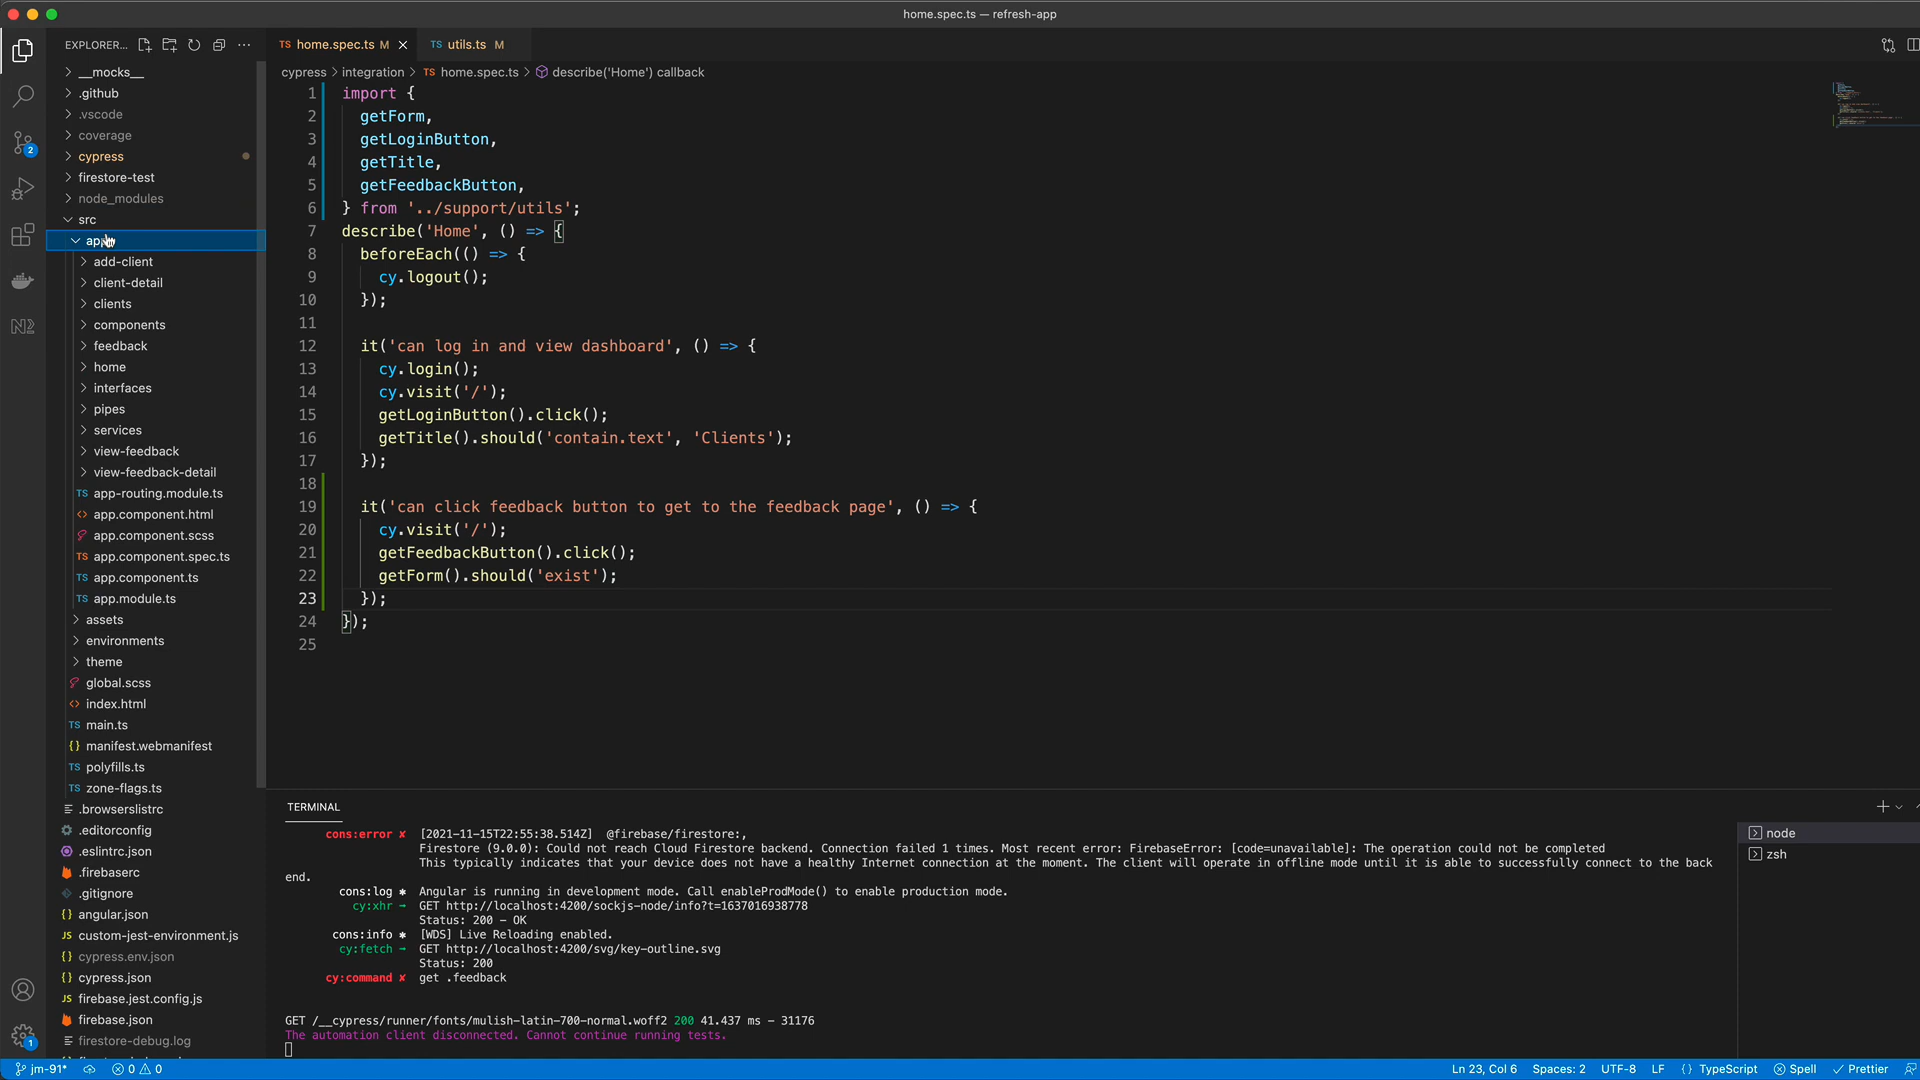 home.spec.ts — refresh-app
EXPLORER...
TS home.spec.ts M
TS utils.ts M
cypress > integration > TS home.spec.ts > describe('Home') callback
__mocks__
.github
.vscode
coverage
cypress
firestore-test
node_modules
src
app
add-client
client-detail
clients
components
feedback
home
interfaces
pipes
services
view-feedback
view-feedback-detail
TS app-routing.module.ts
<> app.component.html
app.component.scss
TS app.component.spec.ts
TS app.component.ts
TS app.module.ts
assets
environments
theme
global.scss
<> index.html
TS main.ts
{} manifest.webmanifest
TS polyfills.ts
TS zone-flags.ts
.browserslistrc
.editorconfig
.eslintrc.json
.firebaserc
.gitignore
{} angular.json
JS custom-jest-environment.js
{} cypress.env.json
{} cypress.json
JS firebase.jest.config.js
firebase.json
firestore-debug.log
2
1
1 import {
2 getForm,
3 getLoginButton,
4 getTitle,
5 getFeedbackButton,
6 } from '../support/utils';
7 describe('Home', () => {
8 beforeEach(() => {
9 cy.logout();
10 });
11
12 it('can log in and view dashboard', () => {
13 cy.login();
14 cy.visit('/');
15 getLoginButton().click();
16 getTitle().should('contain.text', 'Clients');
17 });
18
19 it('can click feedback button to get to the feedback page', () => {
20 cy.visit('/');
21 getFeedbackButton().click();
22 getForm().should('exist');
23 });
24 });
25
TERMINAL
cons:error ✘ [2021-11-15T22:55:38.514Z] @firebase/firestore:,
Firestore (9.0.0): Could not reach Cloud Firestore backend. Connection failed 1 times. Most recent error: FirebaseError: [code=unavailable]: The operation could not be completed
This typically indicates that your device does not have a healthy Internet connection at the moment. The client will operate in offline mode until it is able to successfully connect to the back
end.
cons:log ✱ Angular is running in development mode. Call enableProdMode() to enable production mode.
cy:xhr → GET http://localhost:4200/sockjs-node/info?t=1637016938778
Status: 200 - OK
cons:info ✱ [WDS] Live Reloading enabled.
cy:fetch → GET http://localhost:4200/svg/key-outline.svg
Status: 200
cy:command ✘ get .feedback
GET /__cypress/runner/fonts/mulish-latin-700-normal.woff2 200 41.437 ms - 31176
The automation client disconnected. Cannot continue running tests.
node
zsh
jm-91*
0 0
Ln 23, Col 6
Spaces: 2
UTF-8
LF
{} TypeScript
Spell
Prettier